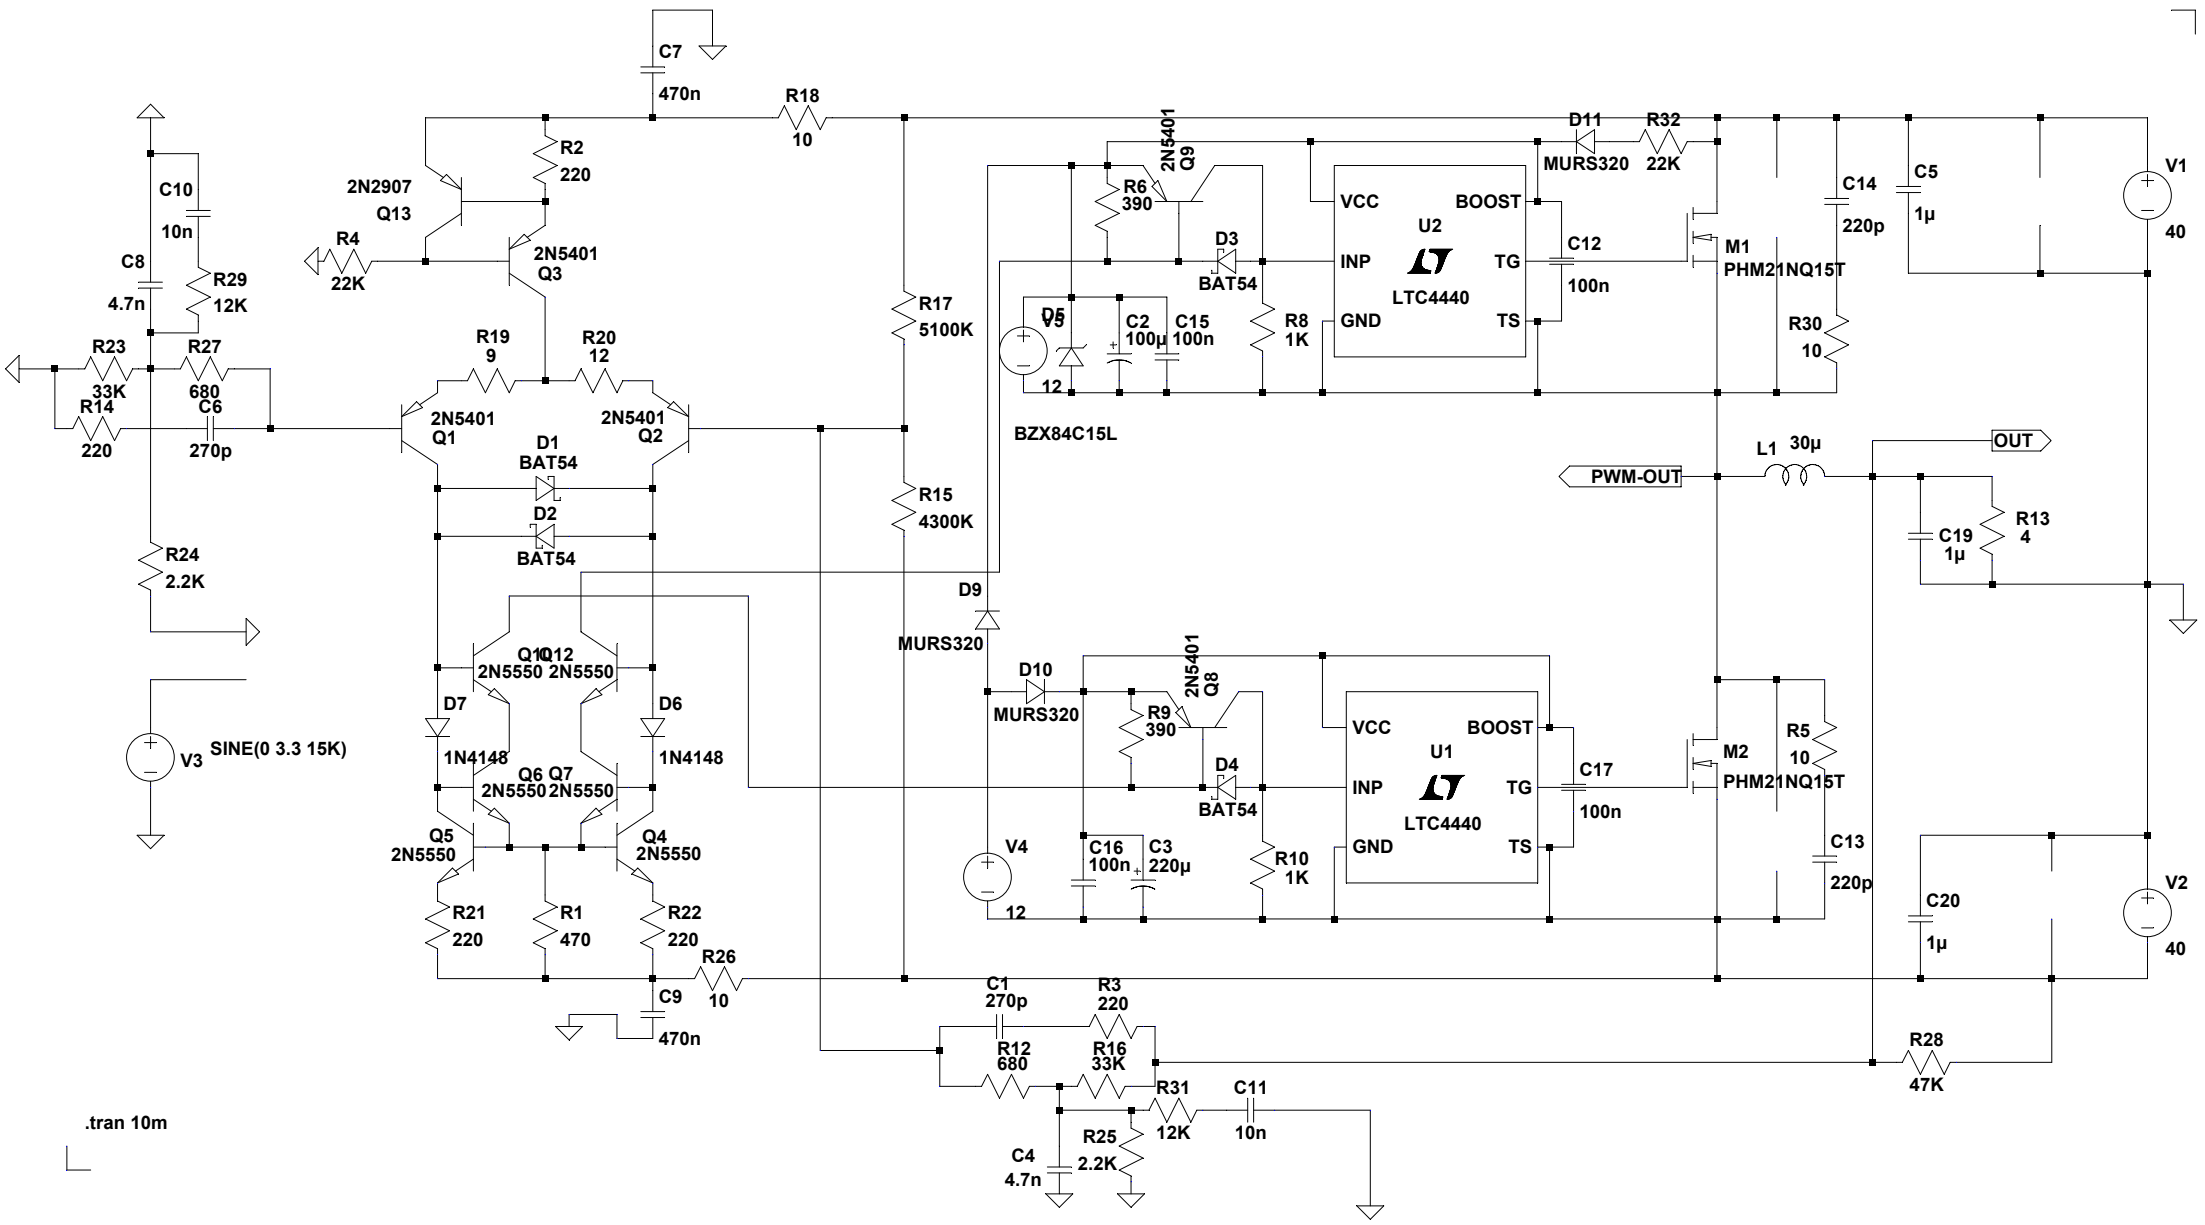 C7
470n
R18
10
R2
220
2N2907
Q13
2N5401
Q3
R4
22K
C10
10n
C8
4.7n
R29
12K
R23
33K
R27
680
R14
220
C6
270p
R19
9
R20
12
2N5401
Q1
2N5401
Q2
D1
BAT54
D2
BAT54
R17
5100K
R15
4300K
R24
2.2K
V3
SINE(0 3.3 15K)
Q10
2N5550
Q12
2N5550
D7
1N4148
D6
1N4148
Q6
2N5550
Q7
2N5550
Q5
2N5550
Q4
2N5550
R21
220
R1
470
R22
220
R26
10
C9
470n
2N5401
Q9
R6
390
D3
BAT54
R8
1K
D5
V5
12
BZX84C15L
C2
100µ
C15
100n
VCC
BOOST
U2
INP
TG
LTC4440
GND
TS
D11
MURS320
R32
22K
C12
100n
M1
PHM21NQ15T
C14
220p
R30
10
C5
1µ
V1
40
OUT
PWM-OUT
L1
30µ
C19
1µ
R13
4
D9
MURS320
D10
MURS320
2N5401
Q8
R9
390
D4
BAT54
R10
1K
V4
12
C16
100n
C3
220µ
VCC
BOOST
U1
INP
TG
LTC4440
GND
TS
C17
100n
M2
PHM21NQ15T
R5
10
C13
220p
C20
1µ
V2
40
C1
270p
R3
220
R12
680
R16
33K
R31
12K
C11
10n
R25
2.2K
C4
4.7n
R28
47K
.tran 10m